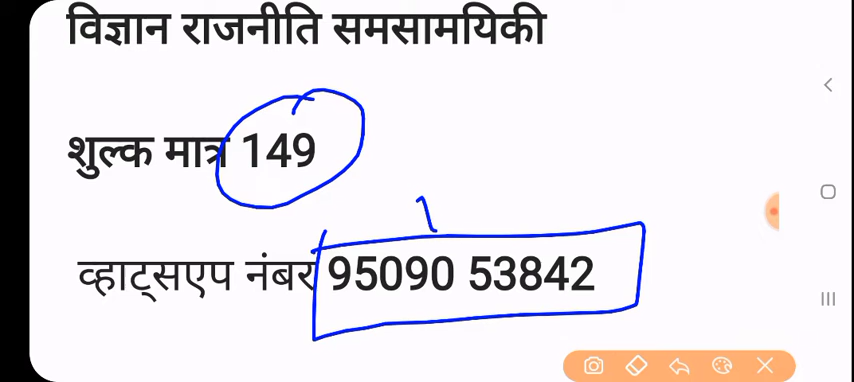 विज्ञान राजनीति समसामयिकी
शुल्क मात्र 149
व्हाट्सएप नंबर 95090 53842